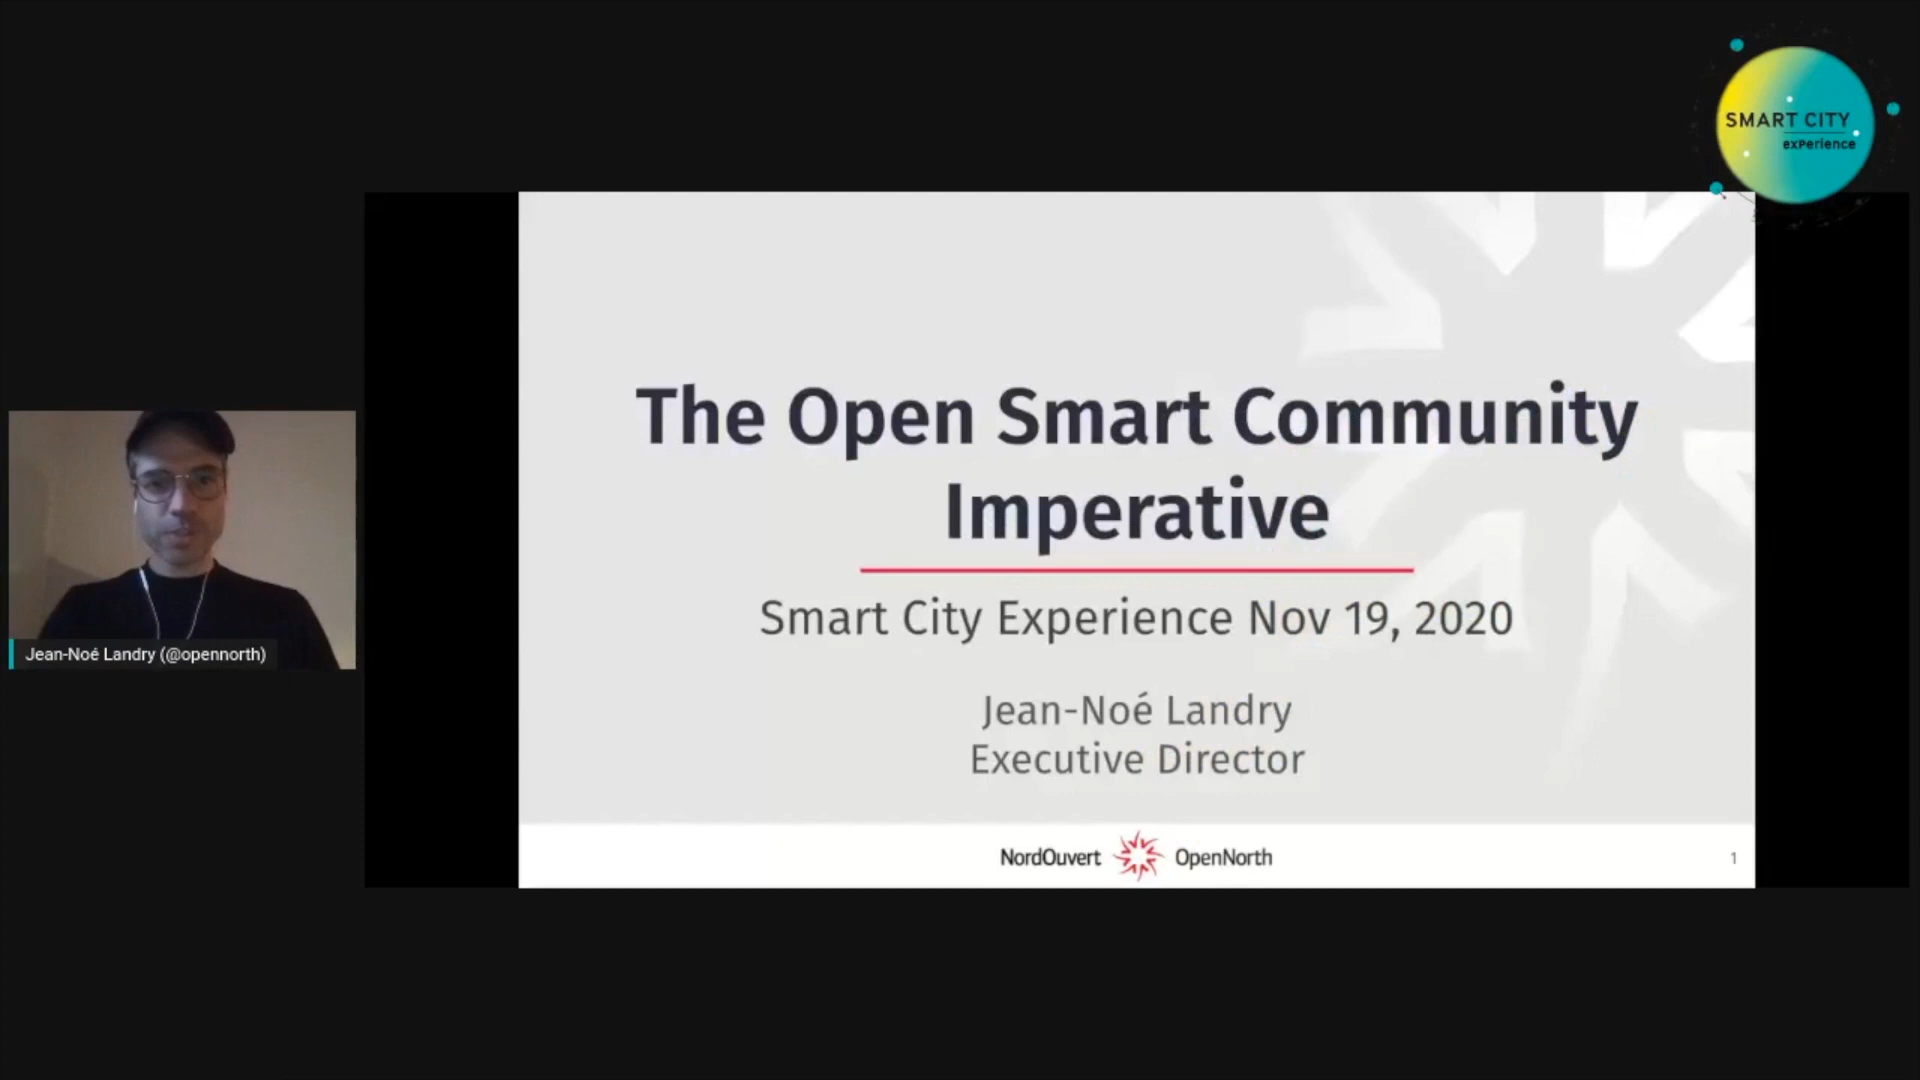 SMART CITY
exPerience
The Open Smart Community
Imperative
Smart City Experience Nov 19, 2020
Jean-Noé Landry
Executive Director
Jean-Noé Landry (@opennorth)
NordOuvert OpenNorth
1